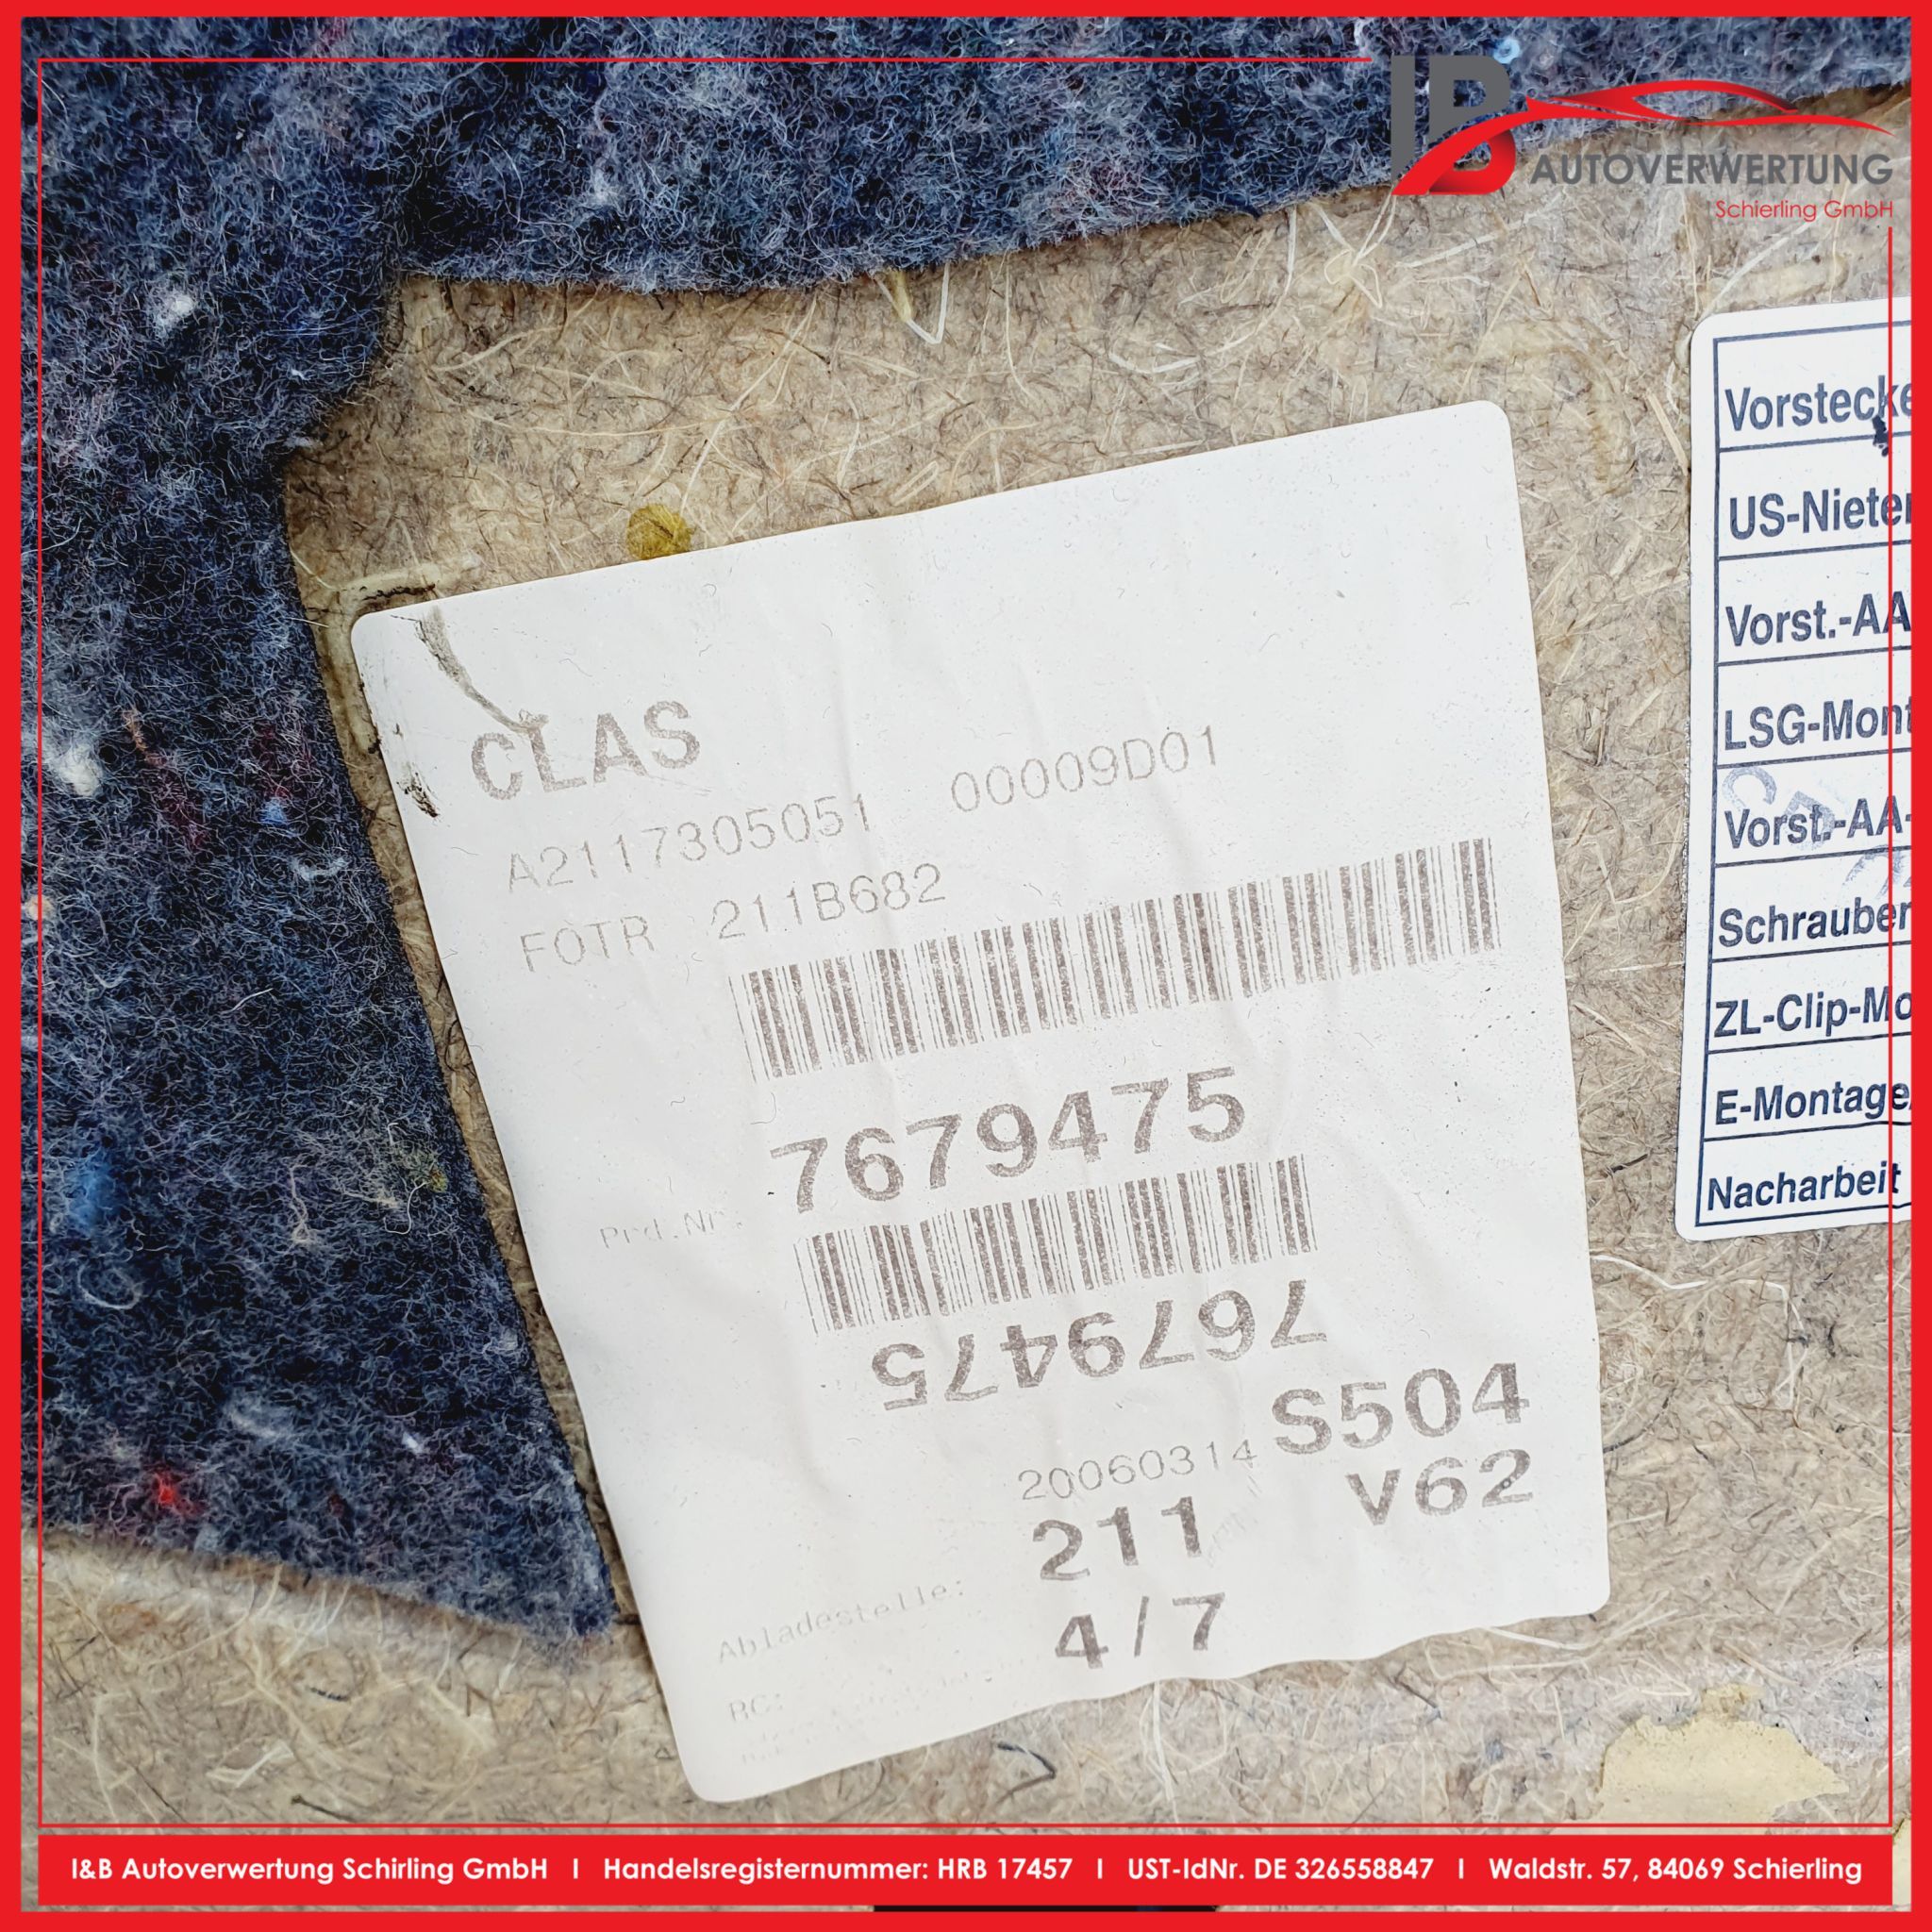 IB
AUTOVERWERTUNG
Schierling GmbH
CLAS
A2117305051 00009D01
FOTR 211B682
7679475
Prd.Nr.
7679475
20060314 S504
211 V62
Abladestelle:
4/7
RC:
Vorstecke
US-Nieten
Vorst.-AA
LSG-Mont
Vorst.-AA-
Schrauber
ZL-Clip-Mo
E-Montage
Nacharbeit
I&B Autoverwertung Schirling GmbH I Handelsregisternummer: HRB 17457 I UST-IdNr. DE 326558847 I Waldstr. 57, 84069 Schierling